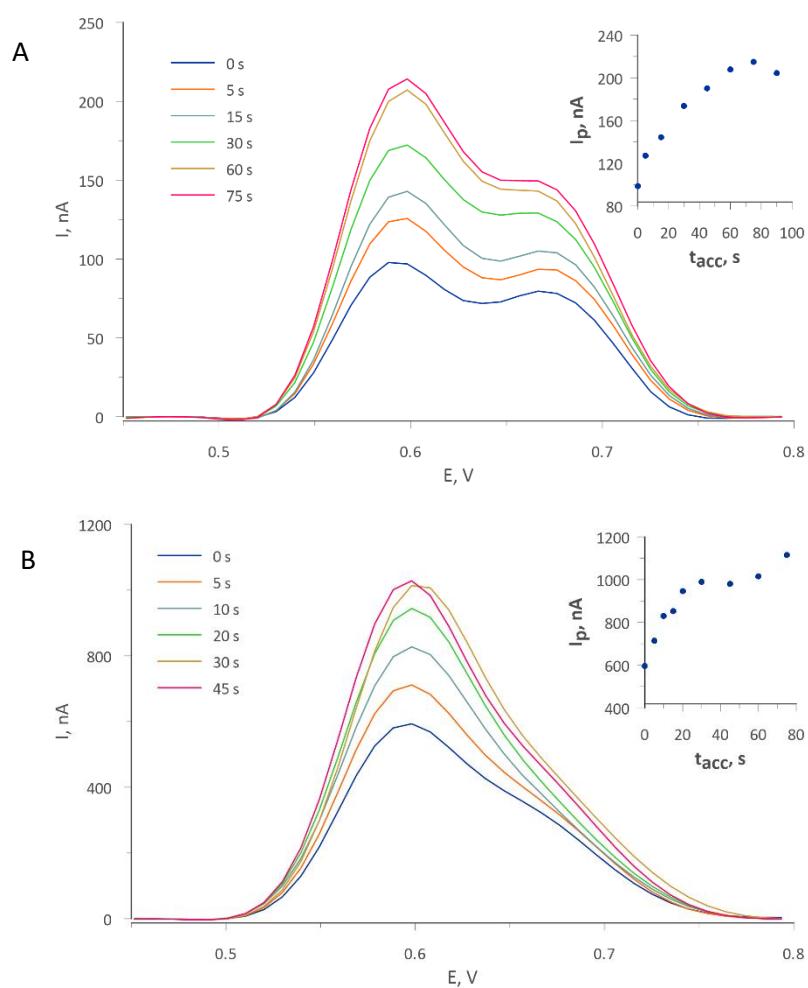 A
250
200
150
100
50
0
I, nA
0 s
5 s
15 s
30 s
60 s
75 s
0.5
0.6
0.7
0.8
E, V
240
200
160
120
80
Ip, nA
0 20 40 60 80 100
tacc, s
B
1200
800
400
0
I, nA
0 s
5 s
10 s
20 s
30 s
45 s
0.5
0.6
0.7
0.8
E, V
1200
1000
800
600
400
Ip, nA
0 20 40 60 80
tacc, s